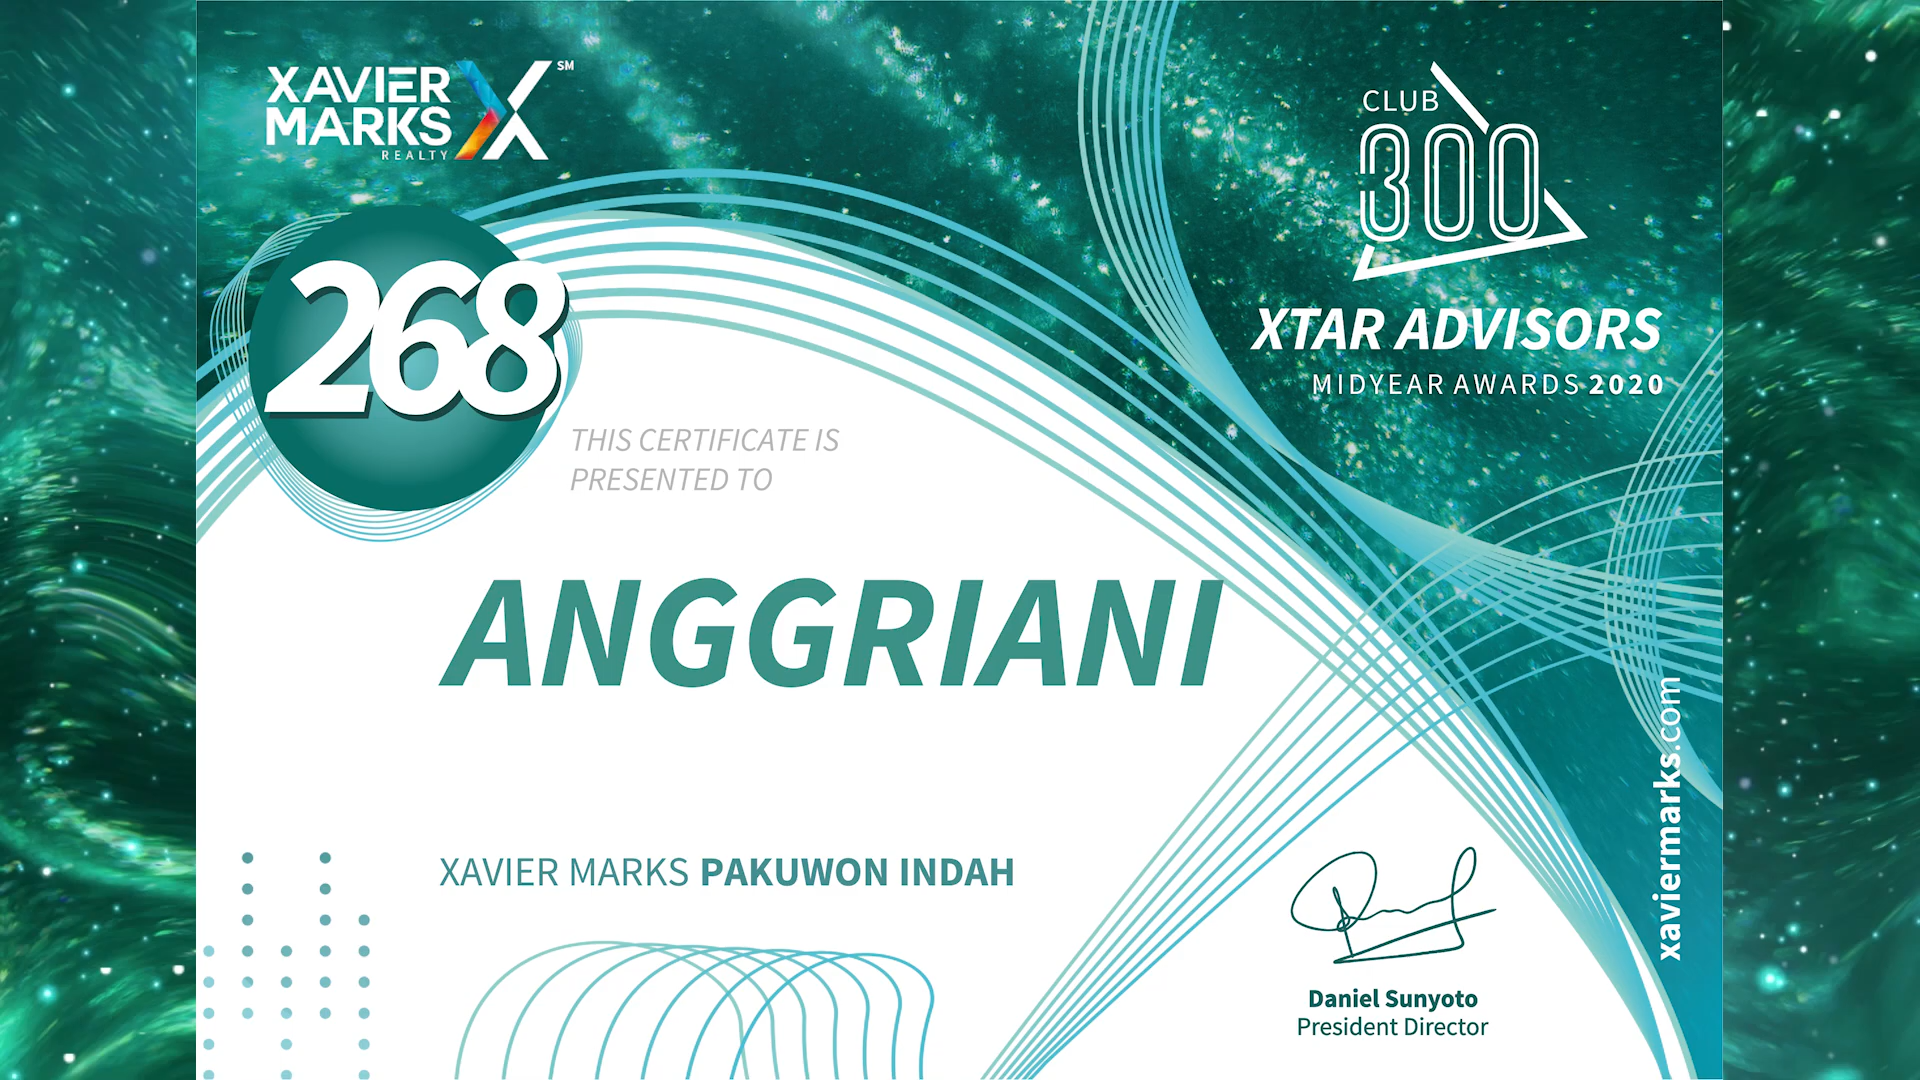 XAVIER
MARKS
REALTY
SM
CLUB
300
XTAR ADVISORS
MIDYEAR AWARDS 2020
268
THIS CERTIFICATE IS
PRESENTED TO
ANGGRIANI
XAVIER MARKS PAKUWON INDAH
xaviermarks.com
Daniel Sunyoto
President Director